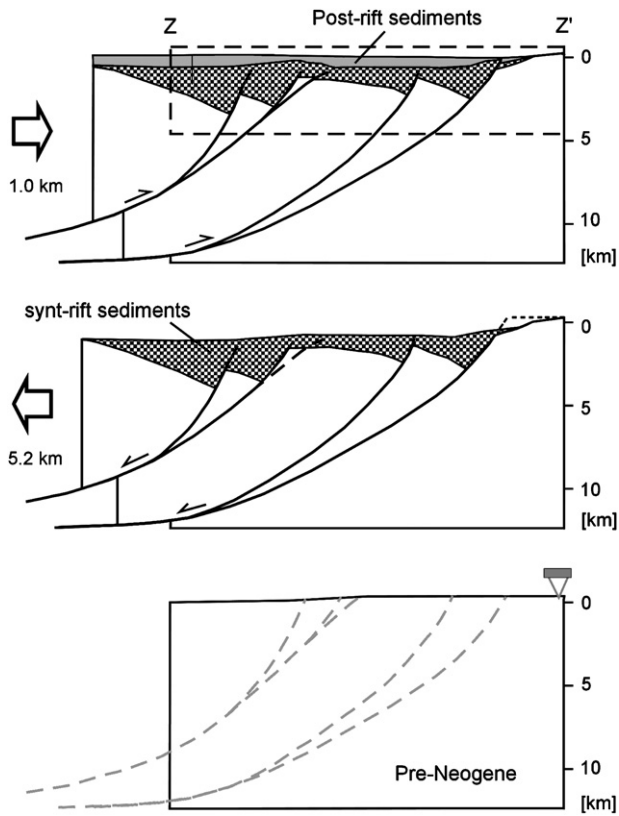 Post-rift sediments
Z
Z'
0
5
10
[km]
1.0 km
synt-rift sediments
0
5
10
[km]
5.2 km
0
5
10
[km]
Pre-Neogene